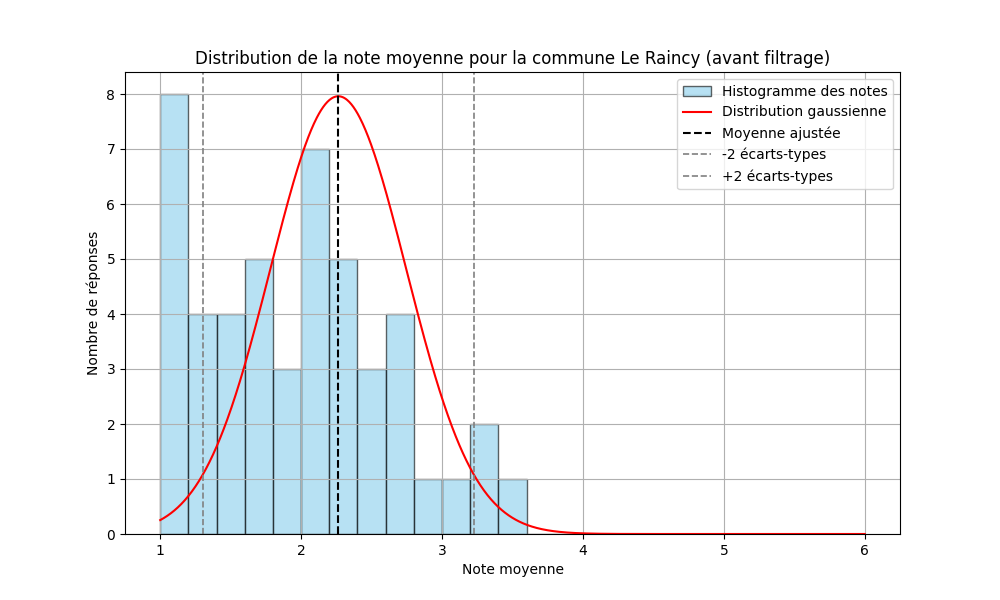 Distribution de la note moyenne pour la commune Le Raincy (avant filtrage)
Histogramme des notes
Distribution gaussienne
Moyenne ajustée
-2 écarts-types
+2 écarts-types
Nombre de réponses
8
7
6
5
4
3
2
1
0
1 2 3 4 5 6
Note moyenne